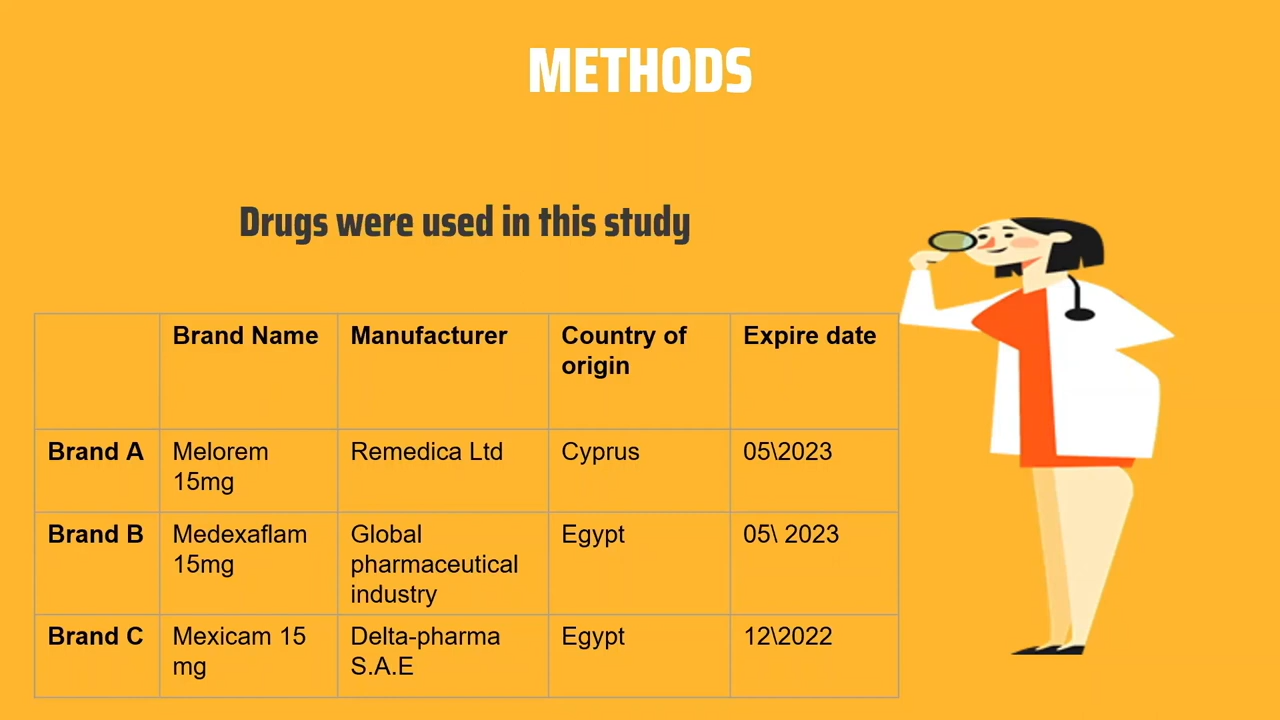 METHODS
Drugs were used in this study
Brand Name Manufacturer Country of origin Expire date
Brand A Melorem 15mg Remedica Ltd Cyprus 05\2023
Brand B Medexaflam 15mg Global pharmaceutical industry Egypt 05\ 2023
Brand C Mexicam 15 mg Delta-pharma S.A.E Egypt 12\2022